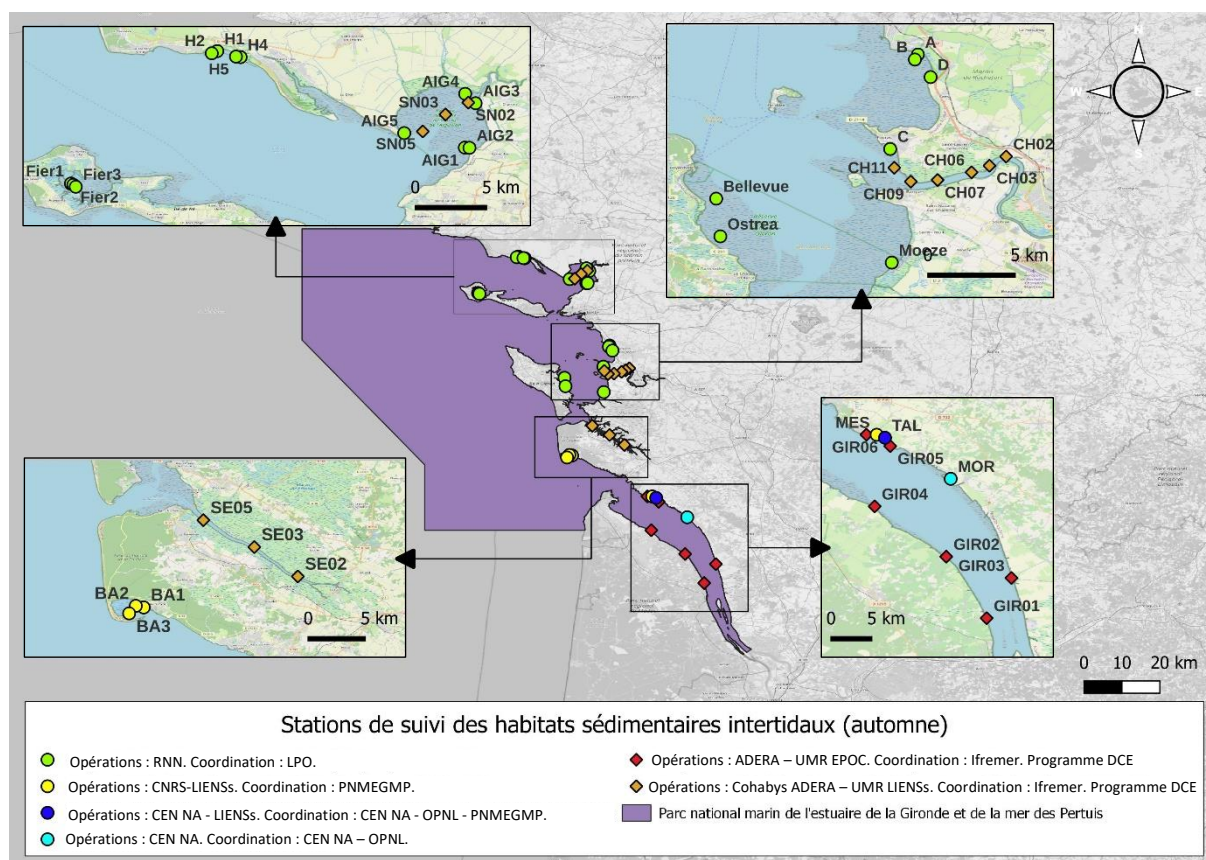 H2
H1
H4
H5
AIG4
AIG3
SN03
SN02
AIG5
SN05
AIG2
AIG1
Fier1
Fier3
Fier2
0 5 km
A
B
D
C
CH02
CH06
CH11
CH03
CH07
CH09
Bellevue
Ostrea
Moeze
0 5 km
W E
SE05
SE03
SE02
BA2
BA1
BA3
0 5 km
MES
TAL
GIR06
GIR05
MOR
GIR04
GIR02
GIR03
GIR01
0 5 km
0 10 20 km
Stations de suivi des habitats sédimentaires intertidaux (automne)
Opérations : RNN. Coordination : LPO.
Opérations : CNRS-LIENSs. Coordination : PNMEGMP.
Opérations : CEN NA - LIENSs. Coordination : CEN NA - OPNL - PNMEGMP.
Opérations : CEN NA. Coordination : CEN NA – OPNL.
Opérations : ADERA – UMR EPOC. Coordination : Ifremer. Programme DCE
Opérations : Cohabys ADERA – UMR LIENSs. Coordination : Ifremer. Programme DCE
Parc national marin de l'estuaire de la Gironde et de la mer des Pertuis